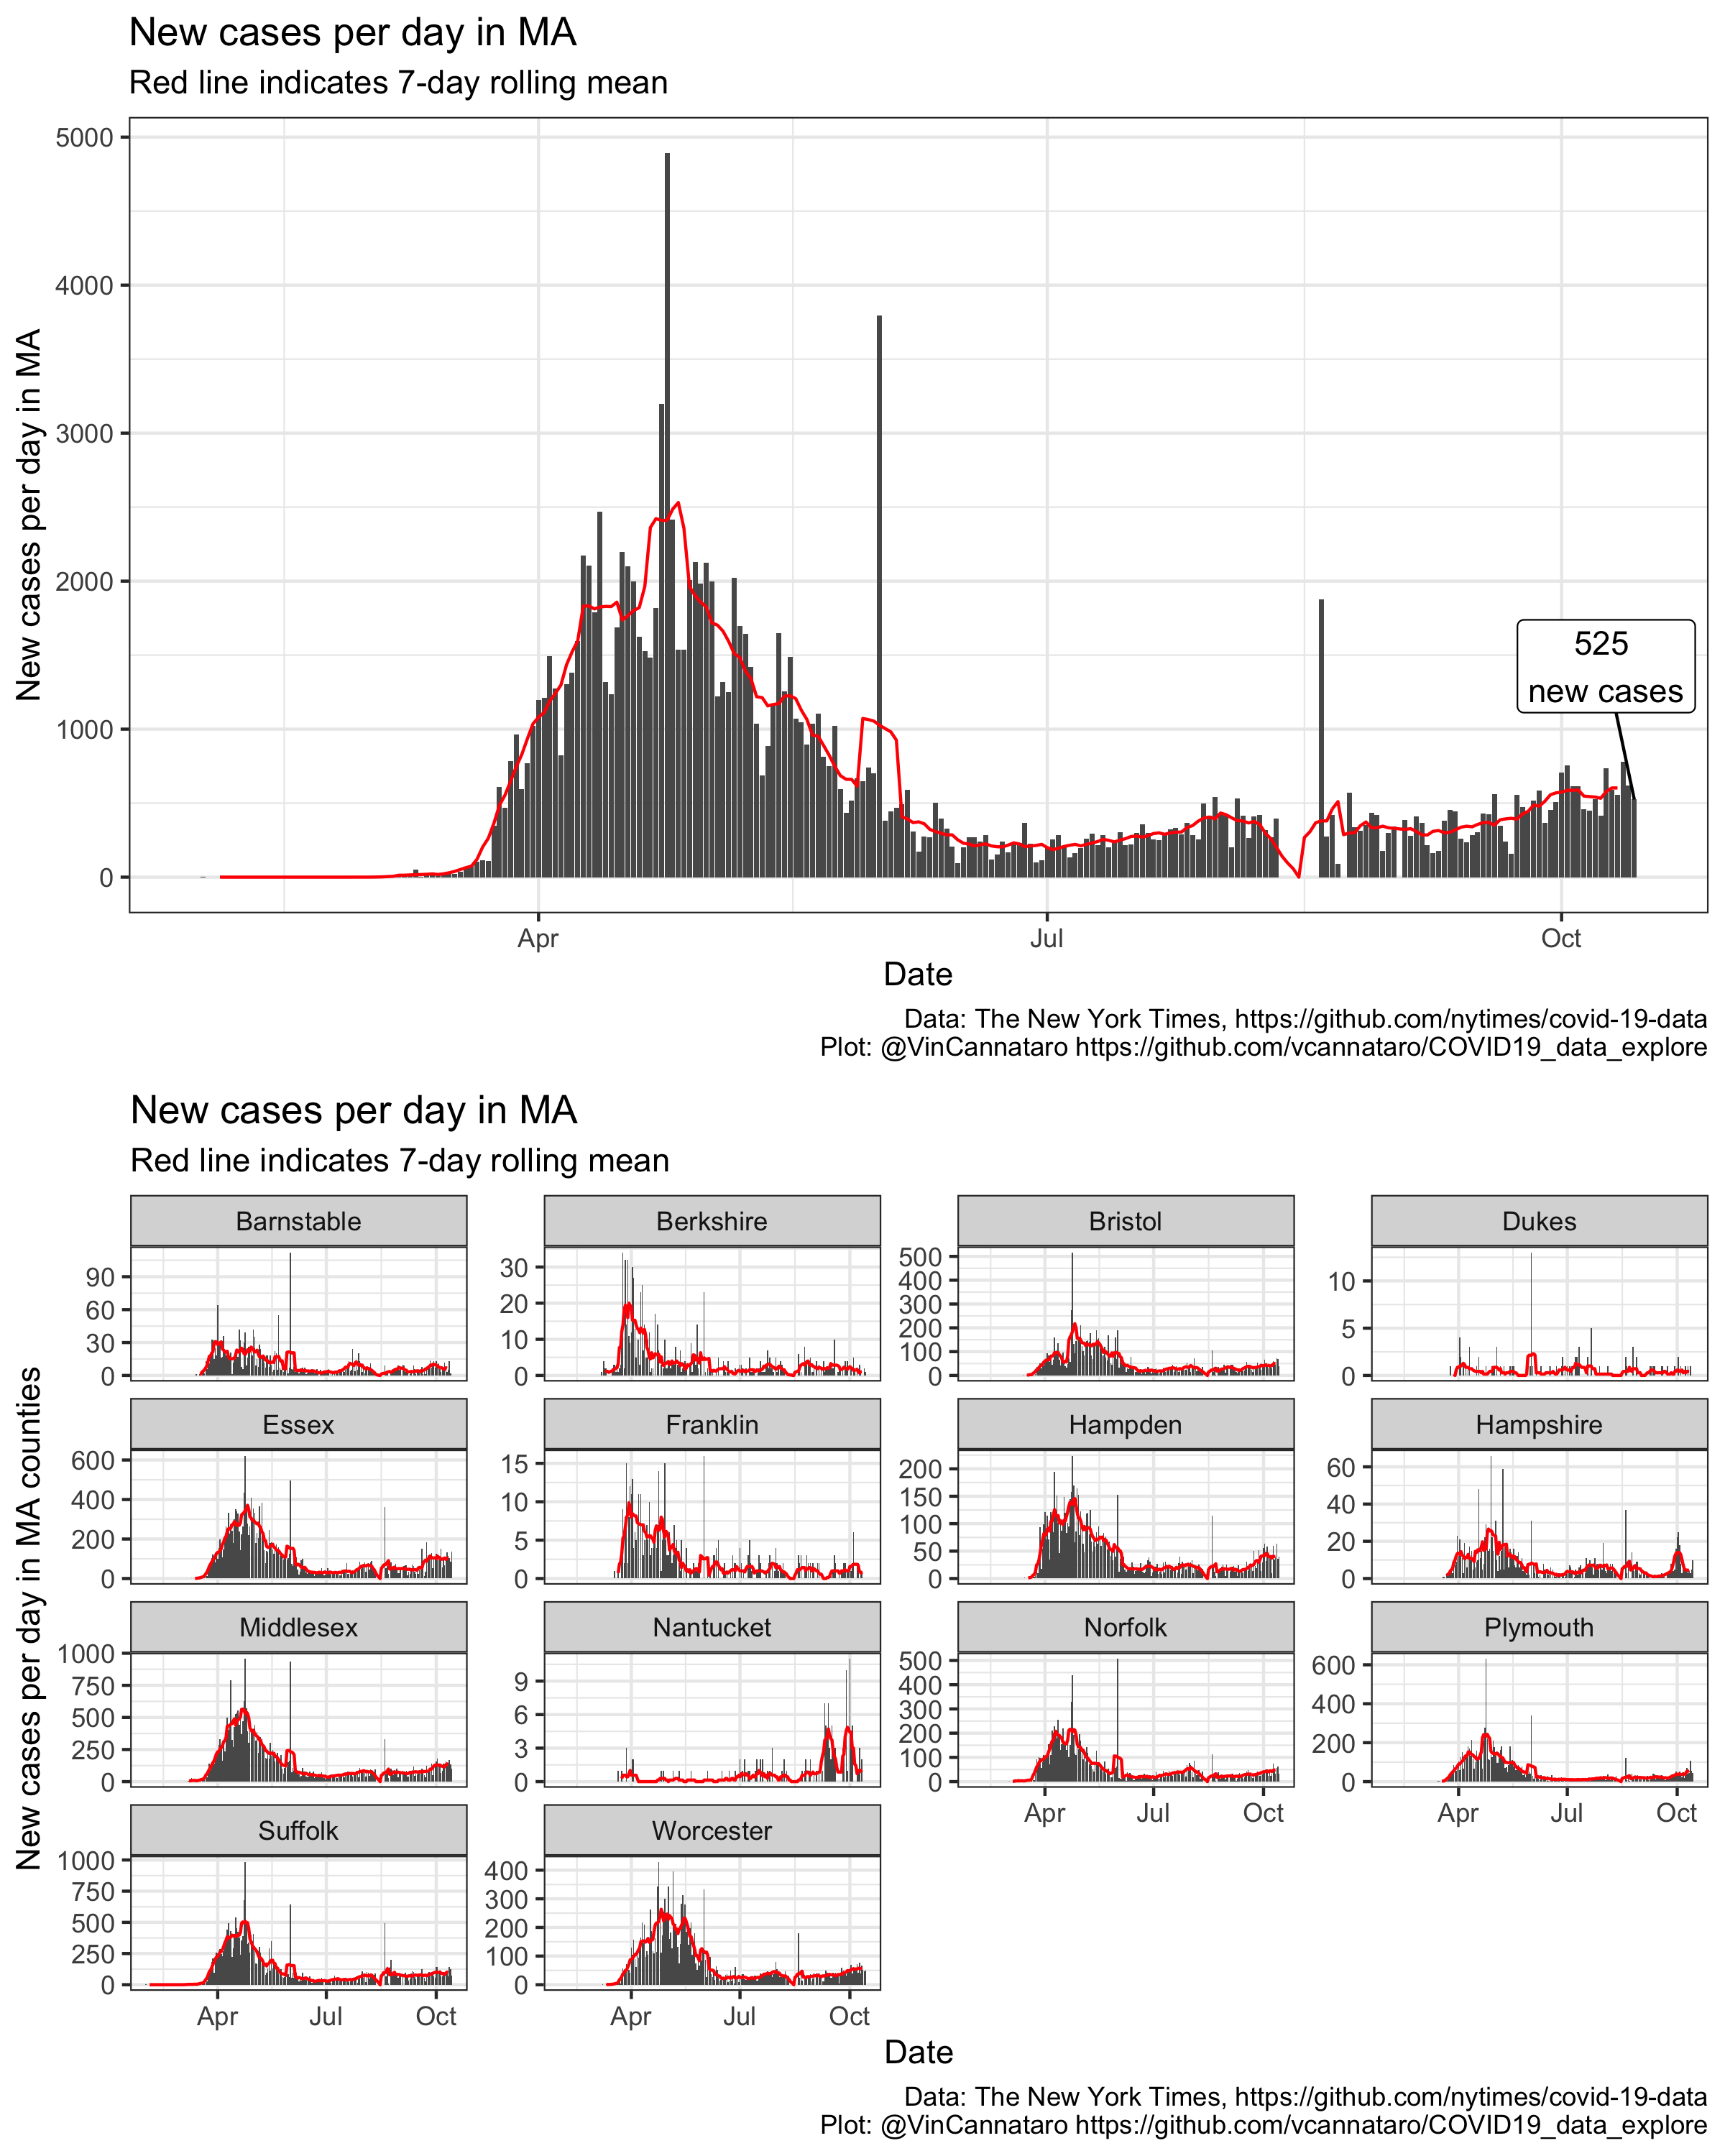 New cases per day in MA
Red line indicates 7-day rolling mean
New cases per day in MA
5000
4000
3000
2000
1000
0
525
new cases
Apr
Jul
Oct
Date
Data: The New York Times, https://github.com/nytimes/covid-19-data
Plot: @VinCannataro https://github.com/vcannataro/COVID19_data_explore
New cases per day in MA
Red line indicates 7-day rolling mean
New cases per day in MA counties
Barnstable
90
60
30
0
Berkshire
30
20
10
0
Bristol
500
400
300
200
100
0
Dukes
10
5
0
Essex
600
400
200
0
Franklin
15
10
5
0
Hampden
200
150
100
50
0
Hampshire
60
40
20
0
Middlesex
1000
750
500
250
0
Nantucket
9
6
3
0
Norfolk
500
400
300
200
100
0
Apr
Jul
Oct
Plymouth
600
400
200
0
Apr
Jul
Oct
Suffolk
1000
750
500
250
0
Apr
Jul
Oct
Worcester
400
300
200
100
0
Apr
Jul
Oct
Date
Data: The New York Times, https://github.com/nytimes/covid-19-data
Plot: @VinCannataro https://github.com/vcannataro/COVID19_data_explore